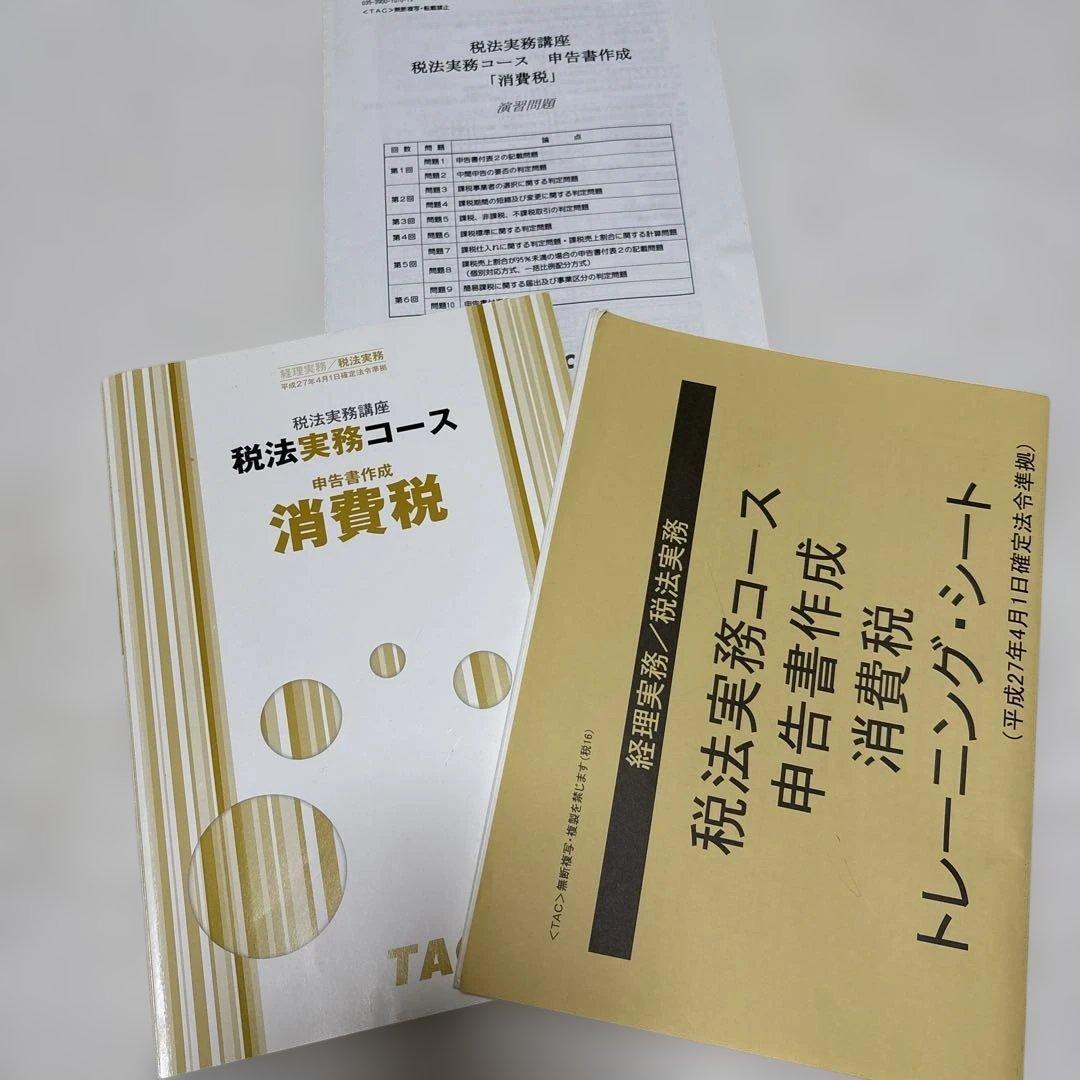 <TAC>無断複写・転載禁止
税法実務講座
税法実務コース 申告書作成
「消費税」
演習問題
回数 問題 論点
第1回 問題1 申告書付表2の記載問題
問題2 中間申告の要否の判定問題
第2回 問題3 課税事業者の選択に関する判定問題
問題4 課税期間の短縮及び変更に関する判定問題
第3回 問題5 課税、非課税、不課税取引の判定問題
第4回 問題6 課税標準に関する判定問題
問題7 課税仕入れに関する判定問題・課税売上割合に関する計算問題
第5回 問題8 課税売上割合が95%未満の場合の申告書付表2の記載問題
(個別対応方式、一括比例配分方式)
第6回 問題9 簡易課税に関する届出及び事業区分の判定問題
問題10 申告書付表
経理実務/税法実務
平成27年4月1日確定法令準拠
税法実務講座
税法実務コース
申告書作成
消費税
TAC
経理実務/税法実務
税法実務コース
申告書作成
消費税
トレーニング・シート
(平成27年4月1日確定法令準拠)
<TAC>無断複写・複製を禁じます(税16)